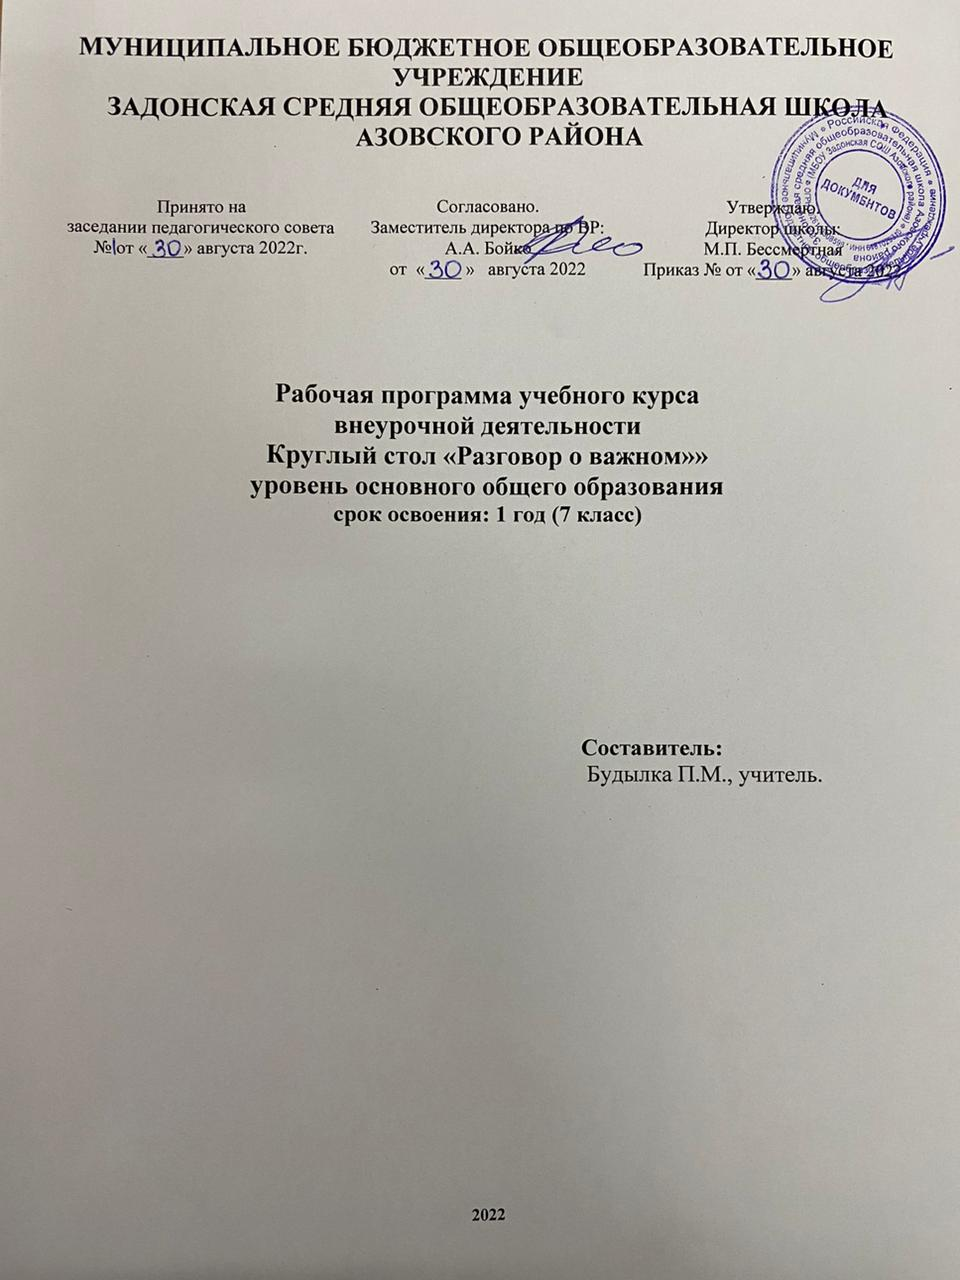 МУНИЦИПАЛЬНОЕ БЮДЖЕТНОЕ ОБЩЕОБРАЗОВАТЕЛЬНОЕ
УЧРЕЖДЕНИЕ
ЗАДОНСКАЯ СРЕДНЯЯ ОБЩЕОБРАЗОВАТЕЛЬНАЯ ШКОЛА
АЗОВСКОГО РАЙОНА
Принято на
заседании педагогического совета
№1от «30» августа 2022г.
Согласовано.
Заместитель директора по ВР:
А.А. Бойко
от «30» августа 2022
Утверждаю.
Директор школы:
М.П. Бессмертная
Приказ № от «30» августа 2022
ДЛЯ
ДОКУМЕНТОВ
Рабочая программа учебного курса
внеурочной деятельности
Круглый стол «Разговор о важном»»
уровень основного общего образования
срок освоения: 1 год (7 класс)
Составитель:
Будылка П.М., учитель.
2022